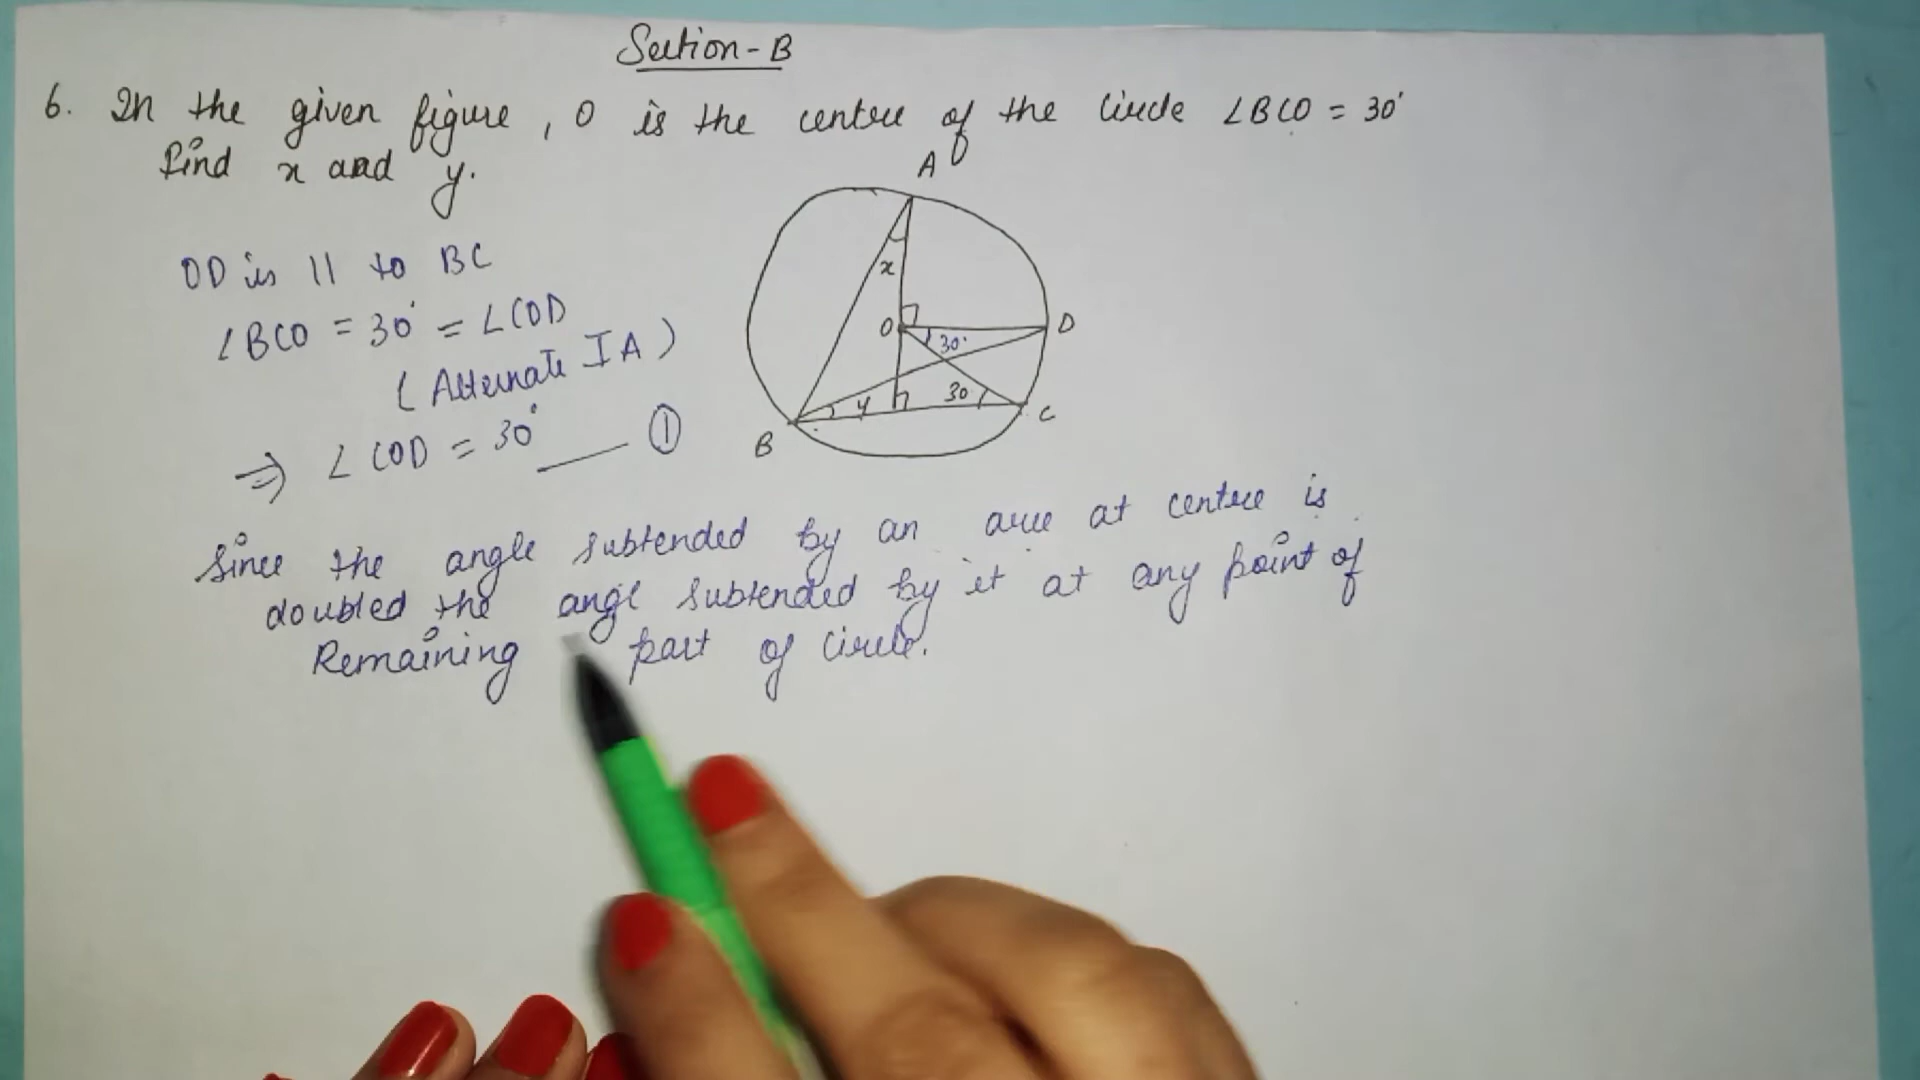 Section-B
6. In the given figure, O is the centre of the circle ∠BCO = 30°
find x and y.
A
OD is || to BC
∠BCO = 30° = ∠COD
(Alternate IA)
⇒ ∠COD = 30° ___ ①
x
O
D
30°
y
30
C
B
Since the angle subtended by an arc at centre is
doubled the angl subtended by it at any point of
Remaining part of circle.